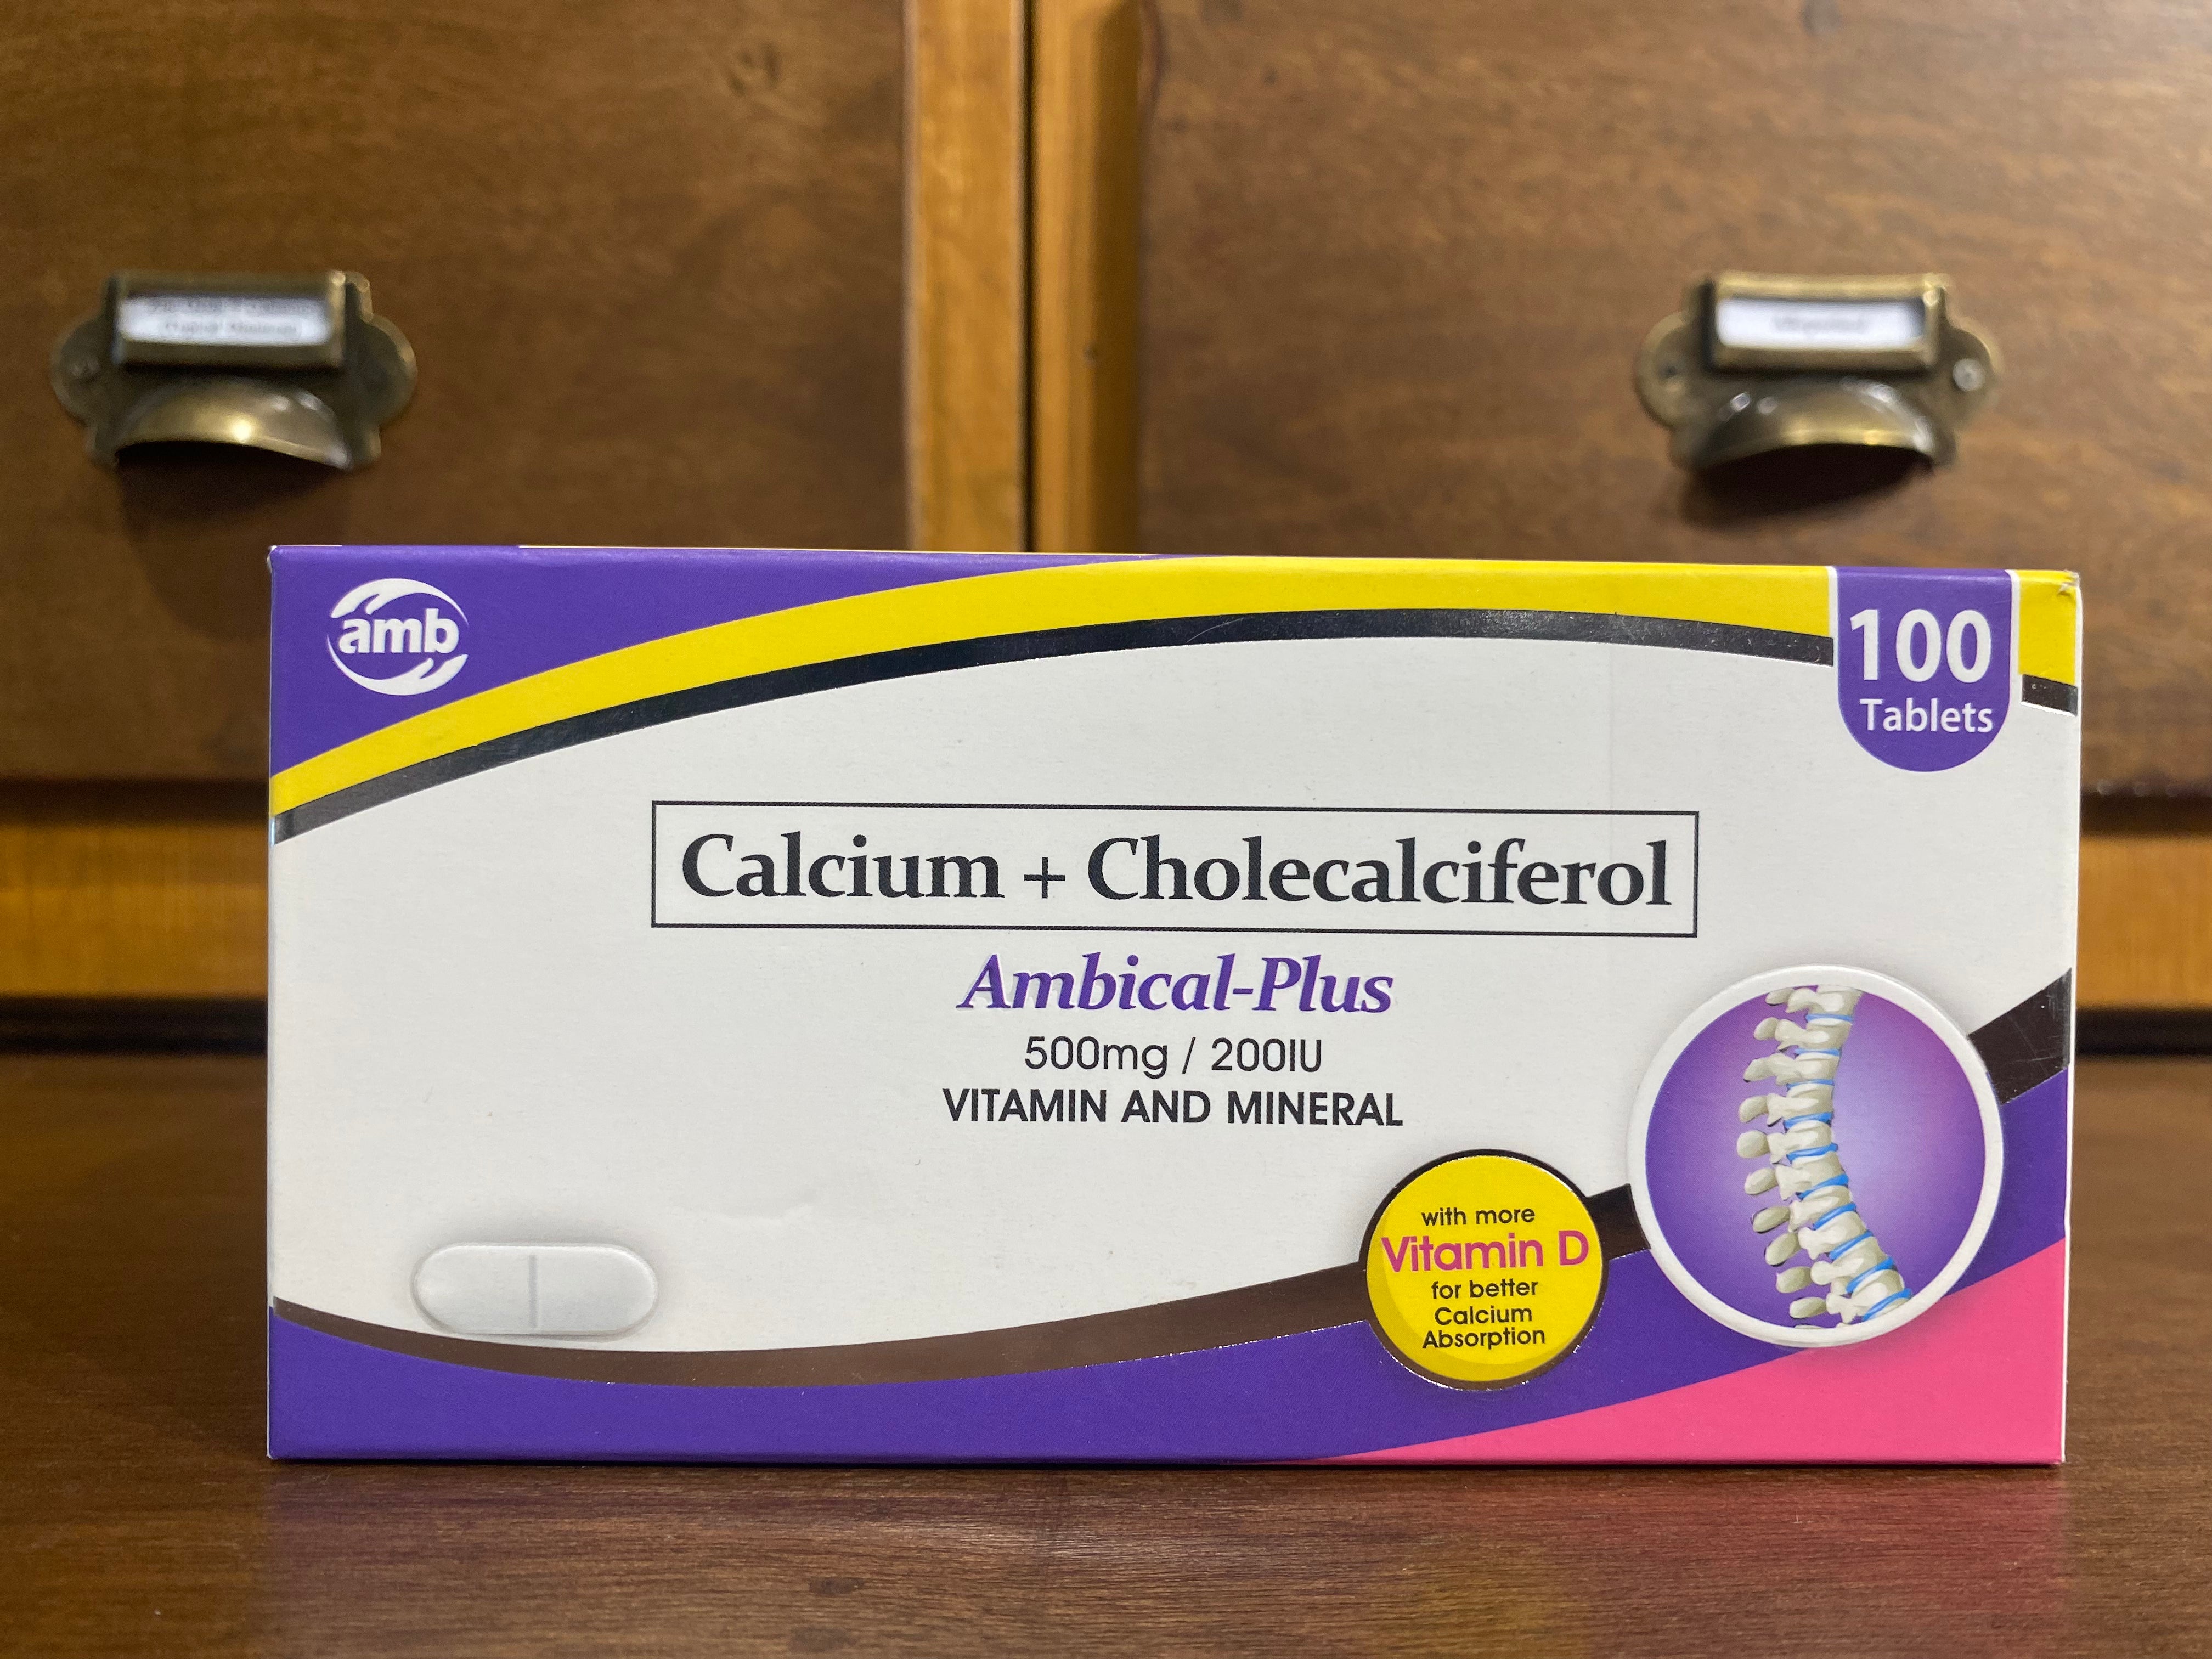 amb
100
Tablets
Calcium + Cholecalciferol
Ambical-Plus
500mg / 200IU
VITAMIN AND MINERAL
with more
Vitamin D
for better
Calcium
Absorption